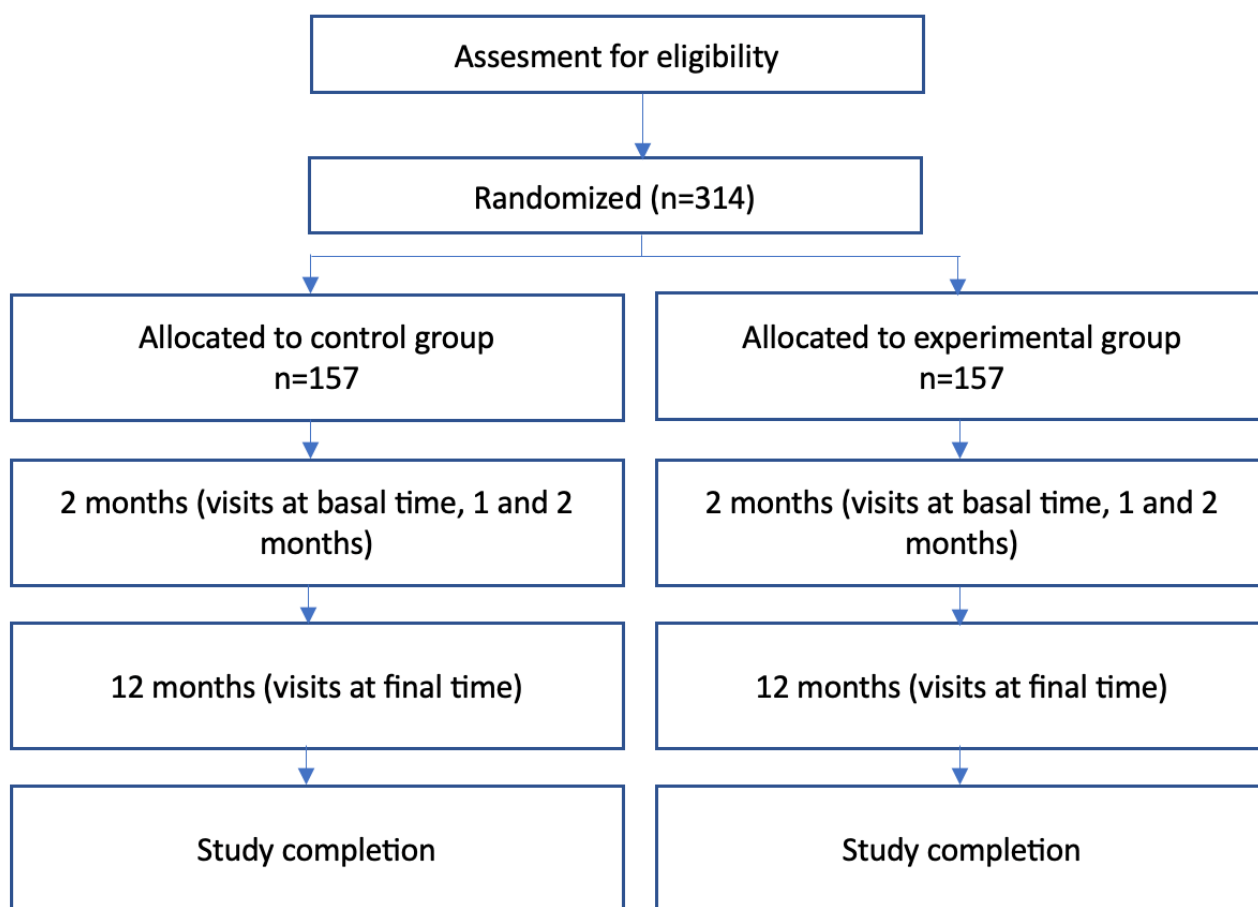 Assesment for eligibility
Randomized (n=314)
Allocated to control group
n=157
Allocated to experimental group
n=157
2 months (visits at basal time, 1 and 2
months)
2 months (visits at basal time, 1 and 2
months)
12 months (visits at final time)
12 months (visits at final time)
Study completion
Study completion